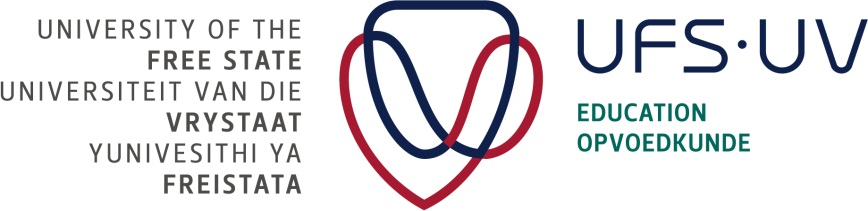 UNIVERSITY OF THE
FREE STATE
UNIVERSITEIT VAN DIE
VRYSTAAT
YUNIVESITHI YA
FREISTATA
UFS·UV
EDUCATION
OPVOEDKUNDE